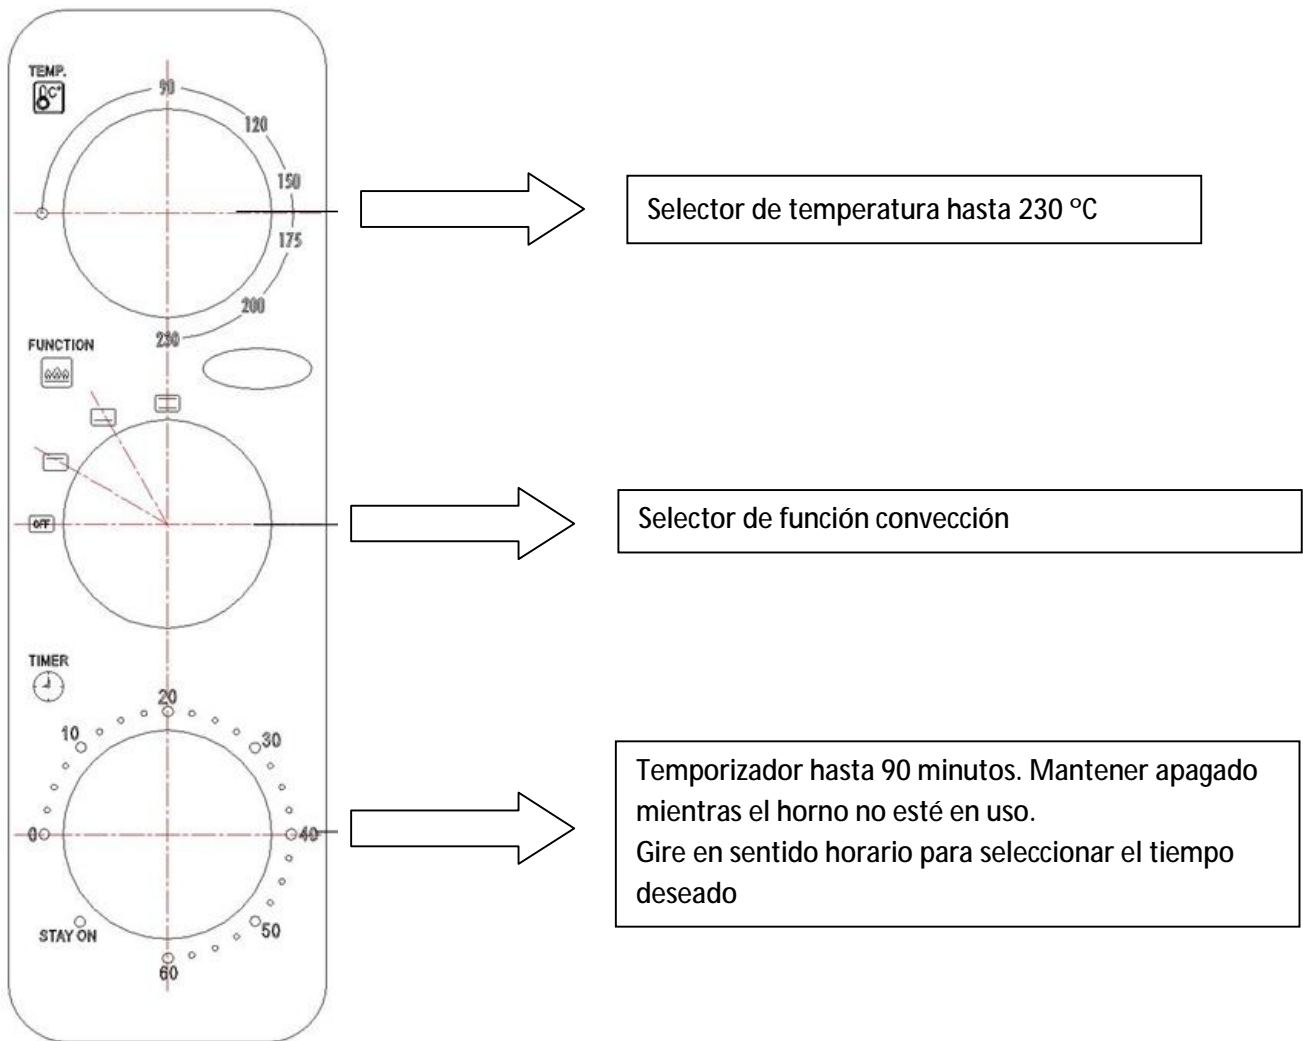 TEMP.
C°
90
120
150
175
200
230
Selector de temperatura hasta 230 °C
FUNCTION
OFF
Selector de función convección
TIMER
0
10
20
30
40
50
60
STAY ON
Temporizador hasta 90 minutos. Mantener apagado
mientras el horno no esté en uso.
Gire en sentido horario para seleccionar el tiempo
deseado